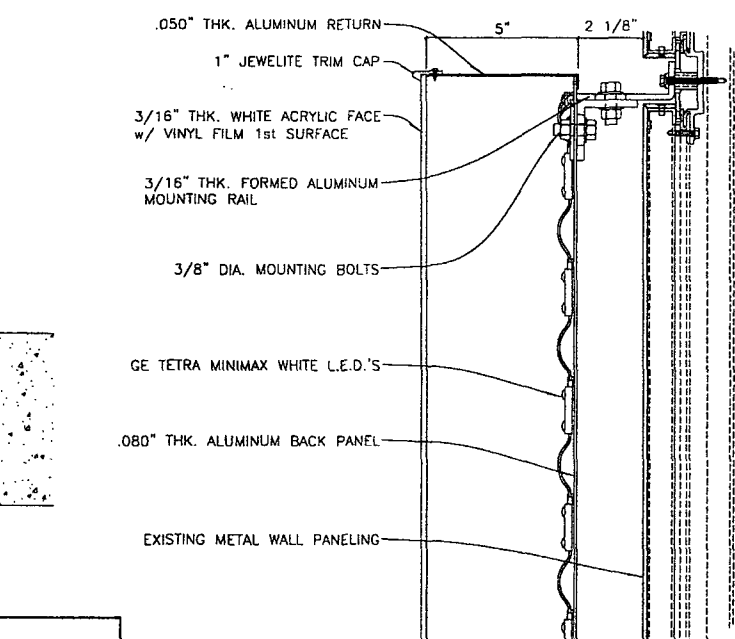 .050" THK. ALUMINUM RETURN
5"
2 1/8"
1" JEWELITE TRIM CAP
3/16" THK. WHITE ACRYLIC FACE
w/ VINYL FILM 1st SURFACE
3/16" THK. FORMED ALUMINUM
MOUNTING RAIL
3/8" DIA. MOUNTING BOLTS
GE TETRA MINIMAX WHITE L.E.D.'S
.080" THK. ALUMINUM BACK PANEL
EXISTING METAL WALL PANELING